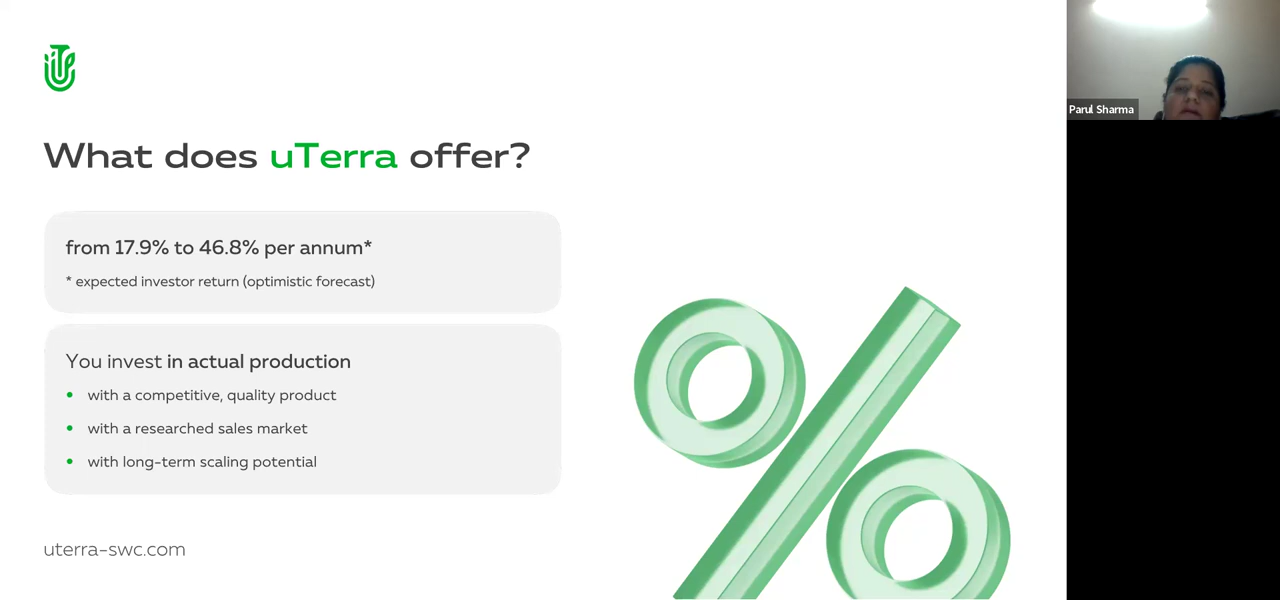 What does uTerra offer?
from 17.9% to 46.8% per annum*
* expected investor return (optimistic forecast)
You invest in actual production
• with a competitive, quality product
• with a researched sales market
• with long-term scaling potential
uterra-swc.com
Parul Sharma